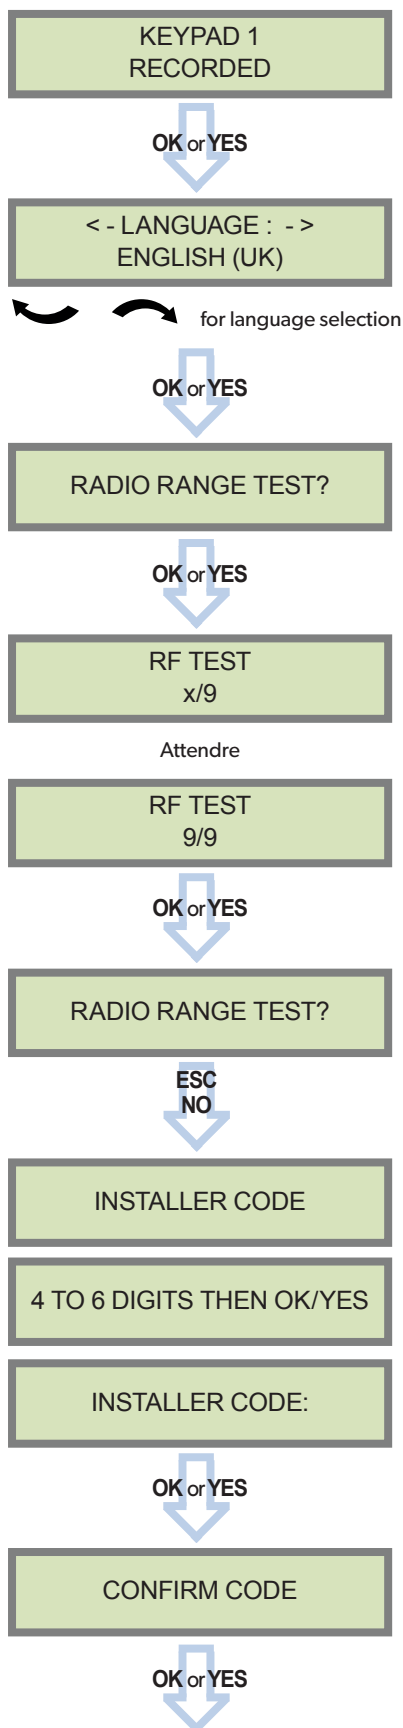 KEYPAD 1
RECORDED
OK or YES
< - LANGUAGE :  - >
ENGLISH (UK)
for language selection
OK or YES
RADIO RANGE TEST?
OK or YES
RF TEST
x/9
Attendre
RF TEST
9/9
OK or YES
RADIO RANGE TEST?
ESC
NO
INSTALLER CODE
4 TO 6 DIGITS THEN OK/YES
INSTALLER CODE:
OK or YES
CONFIRM CODE
OK or YES